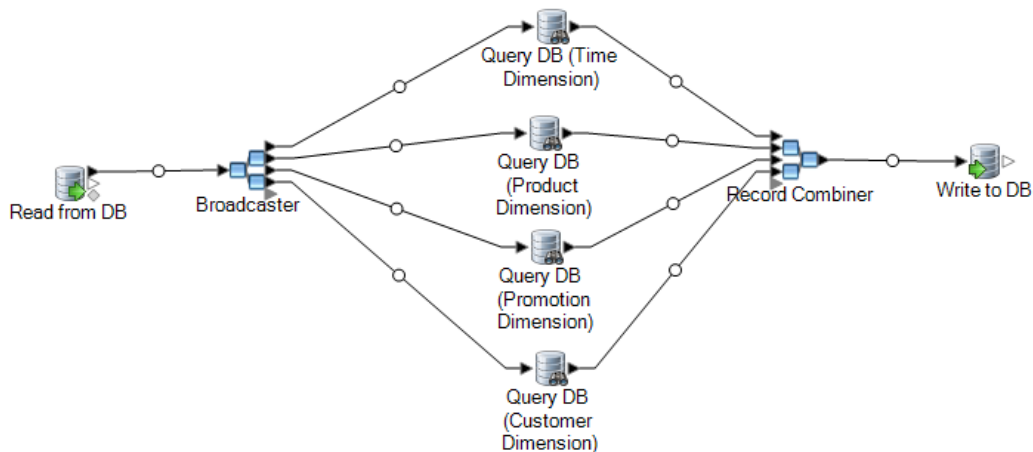 Query DB (Time
Dimension)
Query DB
(Product
Dimension)
Read from DB
Broadcaster
Record Combiner
Write to DB
Query DB
(Promotion
Dimension)
Query DB
(Customer
Dimension)